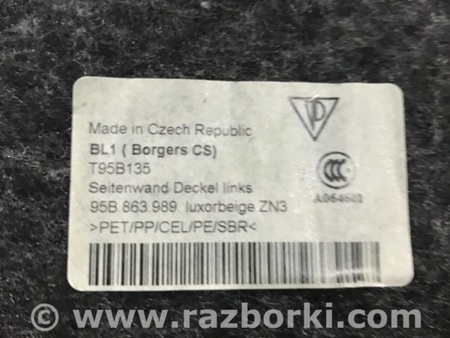 Made in Czech Republic
BL1 ( Borgers CS)
T95B135
Seitenwand Deckel links
95B.863.989. luxorbeige ZN3
>PET/PP/CEL/PE/SBR<
A064601
© www.razborki.com